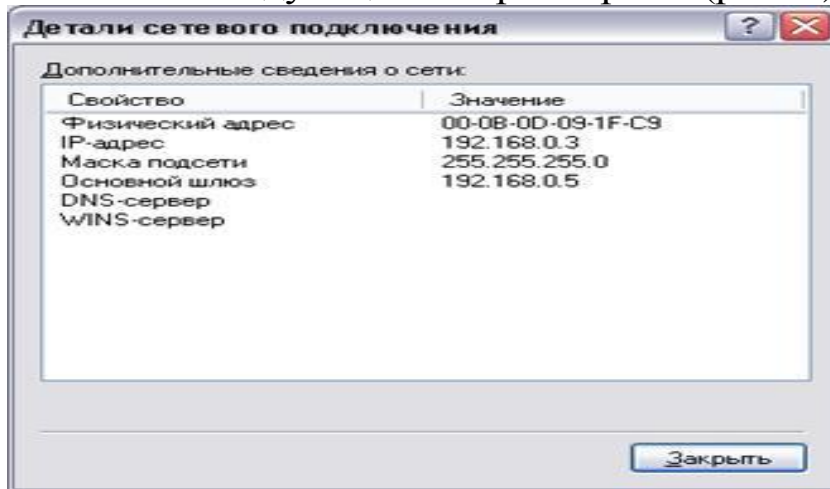 Детали сетевого подключения
Дополнительные сведения о сети:
Свойство Значение
Физический адрес 00-0B-0D-09-1F-C9
IP-адрес 192.168.0.3
Маска подсети 255.255.255.0
Основной шлюз 192.168.0.5
DNS-сервер
WINS-сервер
Закрыть